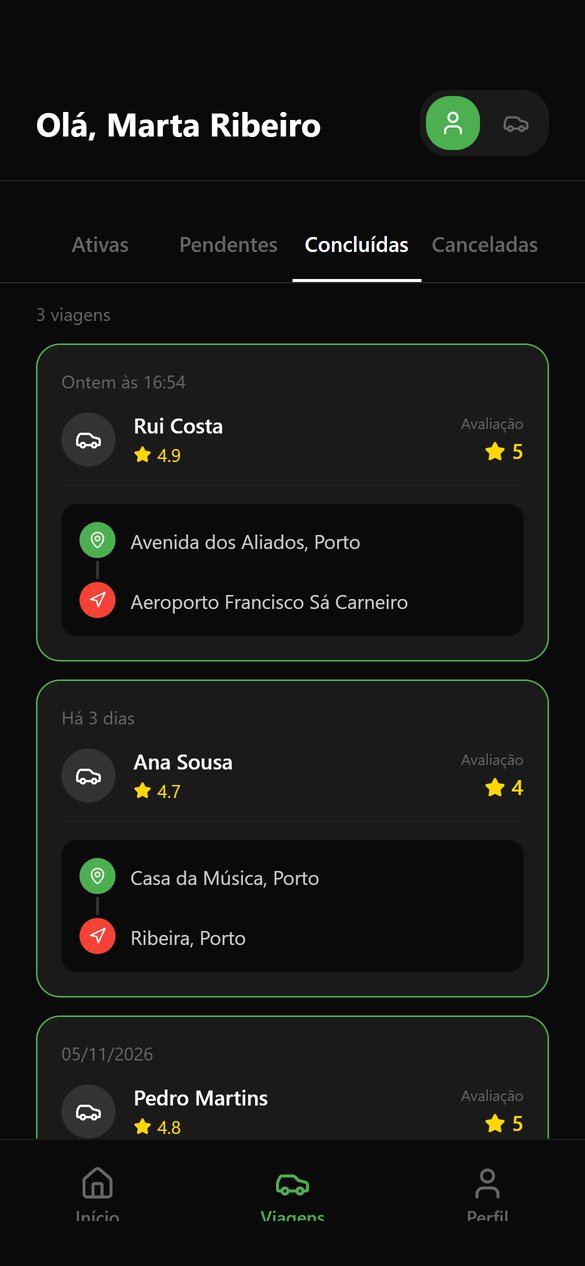 Olá, Marta Ribeiro
Ativas Pendentes Concluídas Canceladas
3 viagens
Ontem às 16:54
Rui Costa
4.9
Avaliação
5
Avenida dos Aliados, Porto
Aeroporto Francisco Sá Carneiro
Há 3 dias
Ana Sousa
4.7
Avaliação
4
Casa da Música, Porto
Ribeira, Porto
05/11/2026
Pedro Martins
4.8
Avaliação
5
Início Viagens Perfil